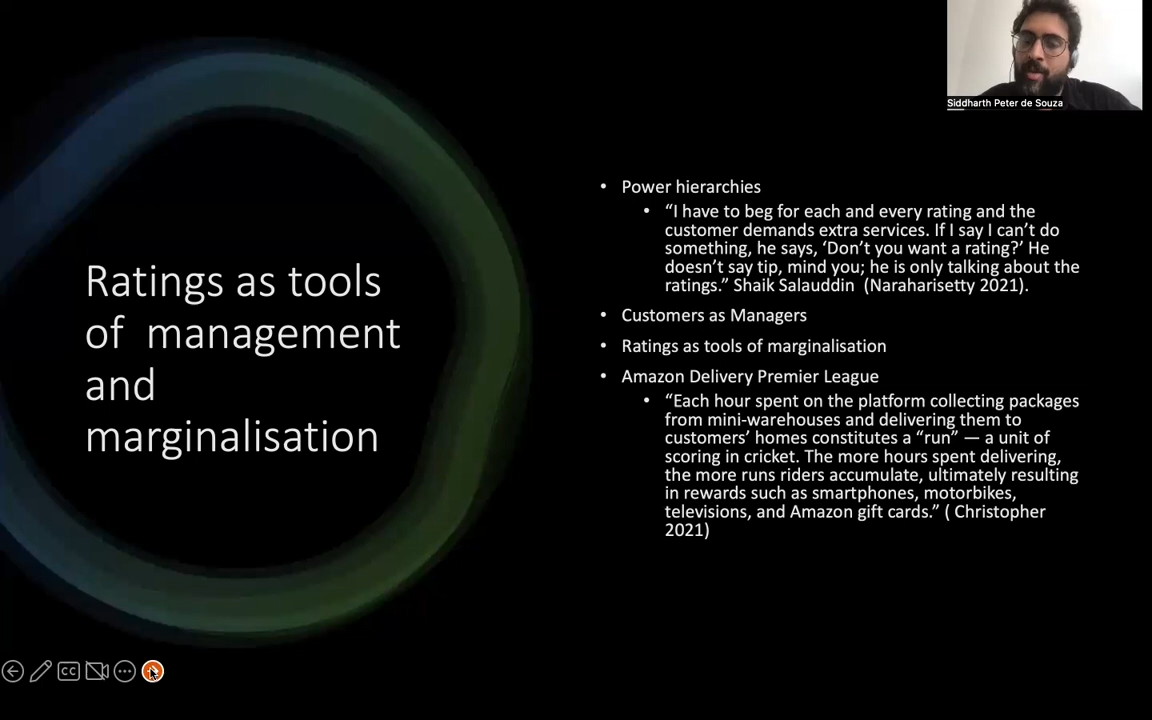 Siddharth Peter de Souza
Ratings as tools
of  management
and
marginalisation
• Power hierarchies
• “I have to beg for each and every rating and the
customer demands extra services. If I say I can’t do
something, he says, ‘Don’t you want a rating?’ He
doesn’t say tip, mind you; he is only talking about the
ratings.” Shaik Salauddin  (Naraharisetty 2021).
• Customers as Managers
• Ratings as tools of marginalisation
• Amazon Delivery Premier League
• “Each hour spent on the platform collecting packages
from mini-warehouses and delivering them to
customers’ homes constitutes a “run” — a unit of
scoring in cricket. The more hours spent delivering,
the more runs riders accumulate, ultimately resulting
in rewards such as smartphones, motorbikes,
televisions, and Amazon gift cards.” ( Christopher
2021)
CC